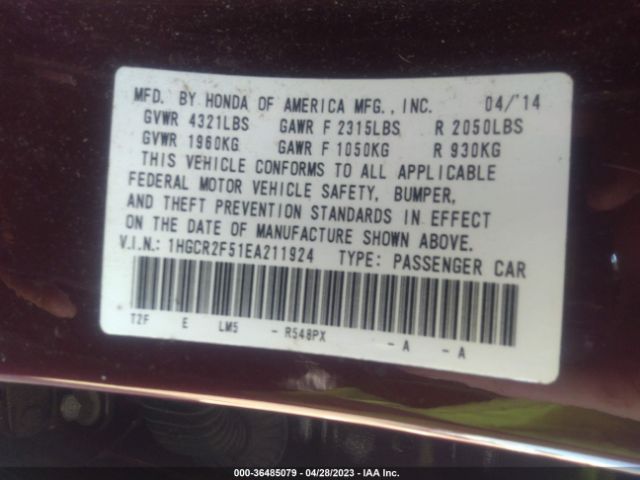 MFD. BY HONDA OF AMERICA MFG., INC. 04/'14
GVWR 4321LBS GAWR F 2315LBS R 2050LBS
GVWR 1960KG GAWR F 1050KG R 930KG
THIS VEHICLE CONFORMS TO ALL APPLICABLE
FEDERAL MOTOR VEHICLE SAFETY, BUMPER,
AND THEFT PREVENTION STANDARDS IN EFFECT
ON THE DATE OF MANUFACTURE SHOWN ABOVE.
V.I.N.: 1HGCR2F51EA211924 TYPE: PASSENGER CAR
T2F E LM5 - R548PX - A - A
000-36485079 - 04/28/2023 - IAA Inc.